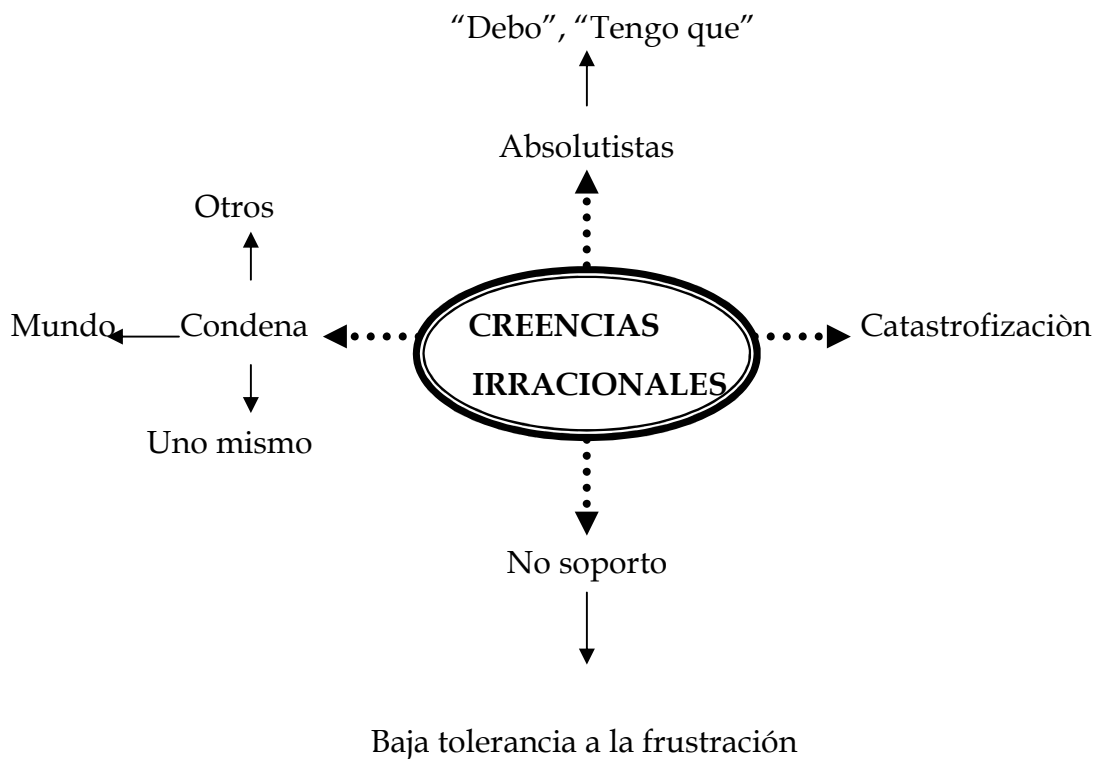 “Debo”, “Tengo que”
Absolutistas
Otros
Mundo
Condena
CREENCIAS
IRRACIONALES
Catastrofizaciòn
Uno mismo
No soporto
Baja tolerancia a la frustración